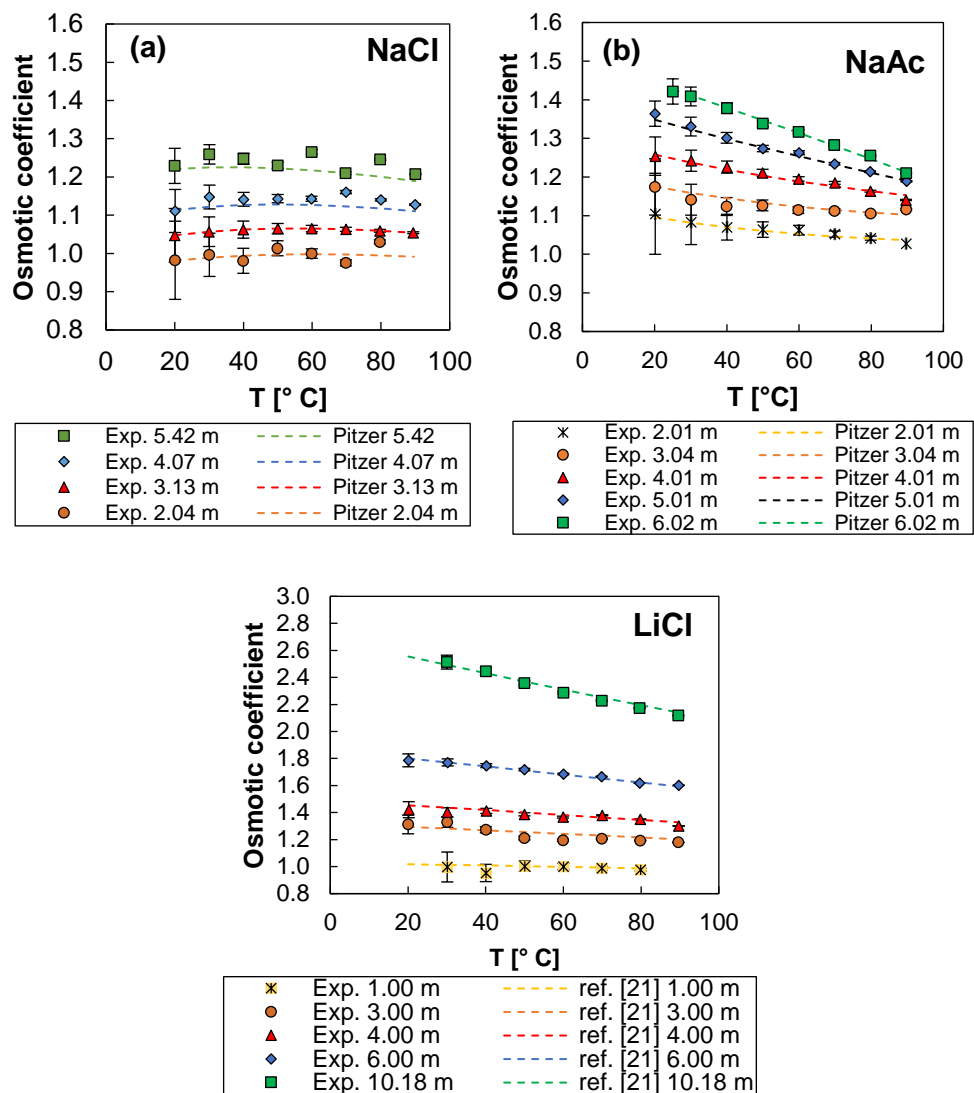 (a)
NaCl
Osmotic coefficient
1.6
1.5
1.4
1.3
1.2
1.1
1.0
0.9
0.8
0 20 40 60 80 100
T [° C]
Exp. 5.42 m Pitzer 5.42
Exp. 4.07 m Pitzer 4.07 m
Exp. 3.13 m Pitzer 3.13 m
Exp. 2.04 m Pitzer 2.04 m
(b)
NaAc
Osmotic coefficient
1.6
1.5
1.4
1.3
1.2
1.1
1.0
0.9
0.8
0 20 40 60 80 100
T [°C]
Exp. 2.01 m Pitzer 2.01 m
Exp. 3.04 m Pitzer 3.04 m
Exp. 4.01 m Pitzer 4.01 m
Exp. 5.01 m Pitzer 5.01 m
Exp. 6.02 m Pitzer 6.02 m
LiCl
Osmotic coefficient
3.0
2.8
2.6
2.4
2.2
2.0
1.8
1.6
1.4
1.2
1.0
0.8
0 20 40 60 80 100
T [° C]
Exp. 1.00 m ref. [21] 1.00 m
Exp. 3.00 m ref. [21] 3.00 m
Exp. 4.00 m ref. [21] 4.00 m
Exp. 6.00 m ref. [21] 6.00 m
Exp. 10.18 m ref. [21] 10.18 m